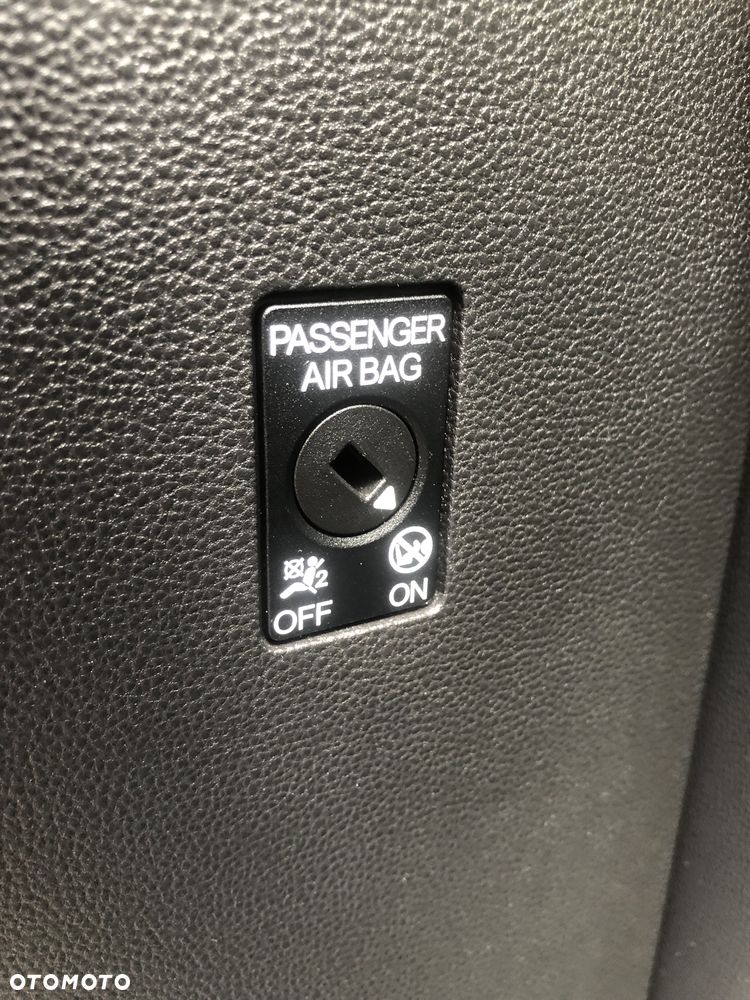 PASSENGER
AIR BAG
2
OFF
ON
OTOMOTO